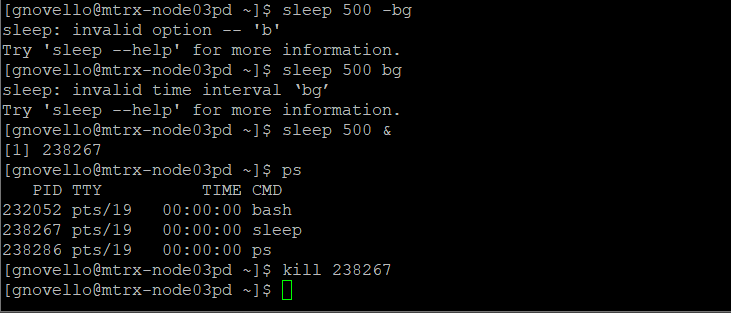 [gnovello@mtrx-node03pd ~]$ sleep 500 -bg
sleep: invalid option -- 'b'
Try 'sleep --help' for more information.
[gnovello@mtrx-node03pd ~]$ sleep 500 bg
sleep: invalid time interval ‘bg’
Try 'sleep --help' for more information.
[gnovello@mtrx-node03pd ~]$ sleep 500 &
[1] 238267
[gnovello@mtrx-node03pd ~]$ ps
   PID TTY          TIME CMD
232052 pts/19   00:00:00 bash
238267 pts/19   00:00:00 sleep
238286 pts/19   00:00:00 ps
[gnovello@mtrx-node03pd ~]$ kill 238267
[gnovello@mtrx-node03pd ~]$